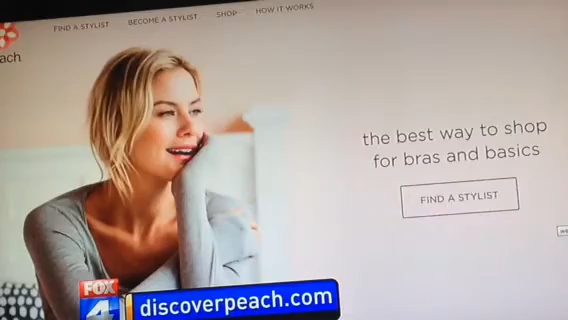 FIND A STYLIST BECOME A STYLIST SHOP HOW IT WORKS
each
the best way to shop
for bras and basics
FIND A STYLIST
FOX
4
discoverpeach.com